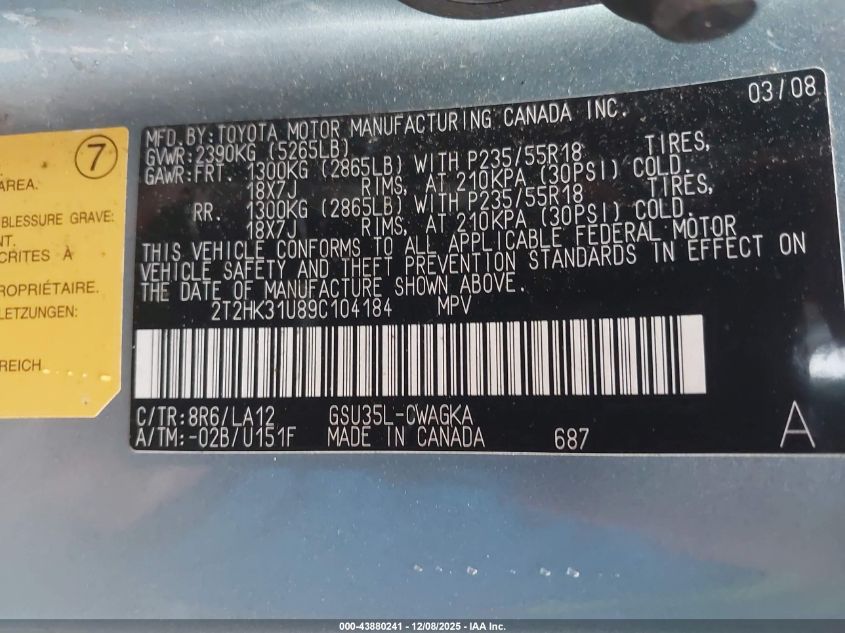 7
AREA.
BLESSURE GRAVE:
NT.
CRITES À
ROPRIÉTAIRE.
LETZUNGEN:
REICH
03/08
MFD.BY:TOYOTA MOTOR MANUFACTURING CANADA INC.
GVWR:2390KG (5265LB)
GAWR:FRT. 1300KG (2865LB) WITH P235/55R18 TIRES,
18X7J RIMS, AT 210KPA (30PSI) COLD.
RR. 1300KG (2865LB) WITH P235/55R18 TIRES,
18X7J RIMS, AT 210KPA (30PSI) COLD.
THIS VEHICLE CONFORMS TO ALL APPLICABLE FEDERAL MOTOR
VEHICLE SAFETY AND THEFT PREVENTION STANDARDS IN EFFECT ON
THE DATE OF MANUFACTURE SHOWN ABOVE.
2T2HK31U89C104184 MPV
C/TR:8R6/LA12 GSU35L-CWAGKA
A/TM:-02B/U151F MADE IN CANADA 687
A
000-43880241 - 12/08/2025 - IAA Inc.